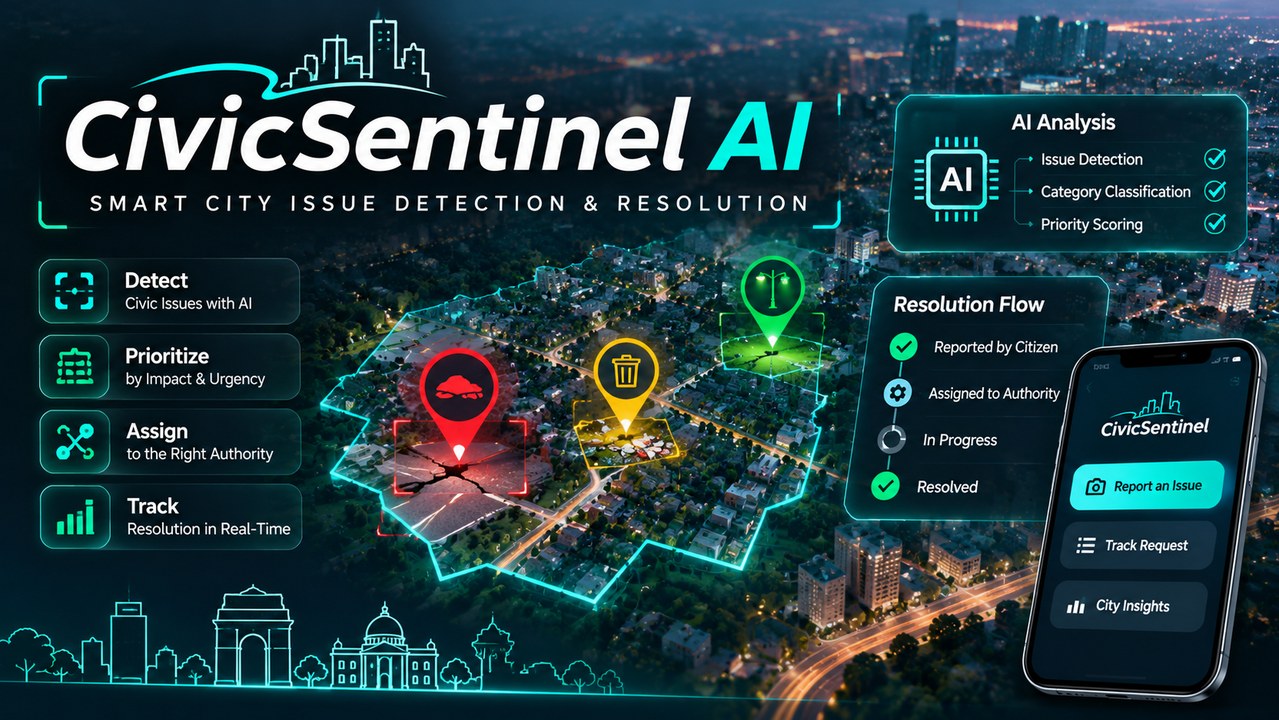 CivicSentinel AI
SMART CITY ISSUE DETECTION & RESOLUTION
Detect
Civic Issues with AI
Prioritize
by Impact & Urgency
Assign
to the Right Authority
Track
Resolution in Real-Time
AI Analysis
AI
Issue Detection
Category Classification
Priority Scoring
Resolution Flow
Reported by Citizen
Assigned to Authority
In Progress
Resolved
CivicSentinel
Report an Issue
Track Request
City Insights